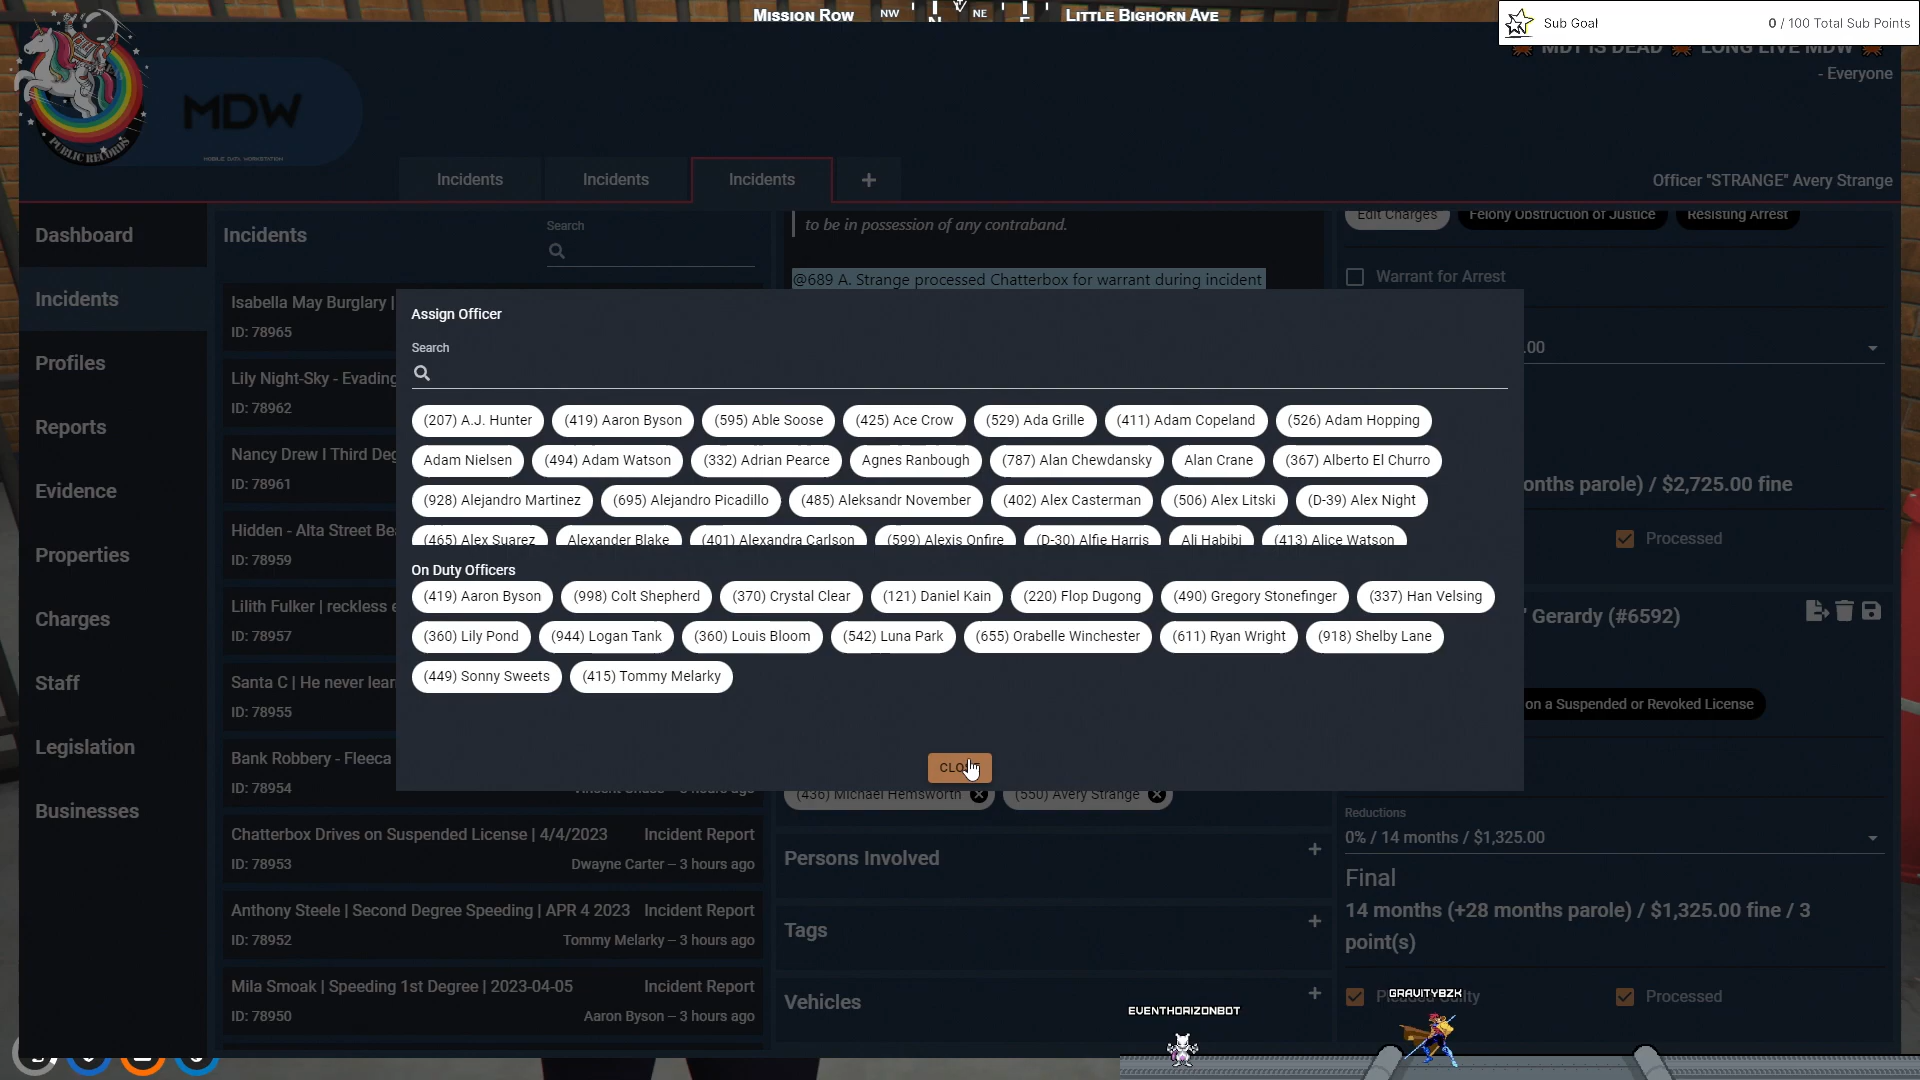 Mission Row NW N NE E Little Bighorn Ave
Sub Goal 0 / 100 Total Sub Points
MDT IS DEAD LONG LIVE MDW
- Everyone
MDW
MOBILE DATA WORKSTATION
PUBLIC RECORDS
Incidents
Incidents
Incidents
+
Officer "STRANGE" Avery Strange
Dashboard
Incidents
Profiles
Reports
Evidence
Properties
Charges
Staff
Legislation
Businesses
Incidents
Search
Isabella May Burglary I
ID: 78965
Lily Night-Sky - Evading
ID: 78962
Nancy Drew I Third Deg
ID: 78961
Hidden - Alta Street Be
ID: 78959
Lilith Fulker | reckless e
ID: 78957
Santa C | He never lear
ID: 78955
Bank Robbery - Fleeca
ID: 78954
Chatterbox Drives on Suspended License | 4/4/2023 Incident Report
ID: 78953 Dwayne Carter – 3 hours ago
Anthony Steele | Second Degree Speeding | APR 4 2023 Incident Report
ID: 78952 Tommy Melarky – 3 hours ago
Mila Smoak | Speeding 1st Degree | 2023-04-05 Incident Report
ID: 78950 Aaron Byson – 3 hours ago
to be in possession of any contraband.
@689 A. Strange processed Chatterbox for warrant during incident
Assign Officer
Search
(207) A.J. Hunter (419) Aaron Byson (595) Able Soose (425) Ace Crow (529) Ada Grille (411) Adam Copeland (526) Adam Hopping
Adam Nielsen (494) Adam Watson (332) Adrian Pearce Agnes Ranbough (787) Alan Chewdansky Alan Crane (367) Alberto El Churro
(928) Alejandro Martinez (695) Alejandro Picadillo (485) Aleksandr November (402) Alex Casterman (506) Alex Litski (D-39) Alex Night
(465) Alex Suarez Alexander Blake (401) Alexandra Carlson (599) Alexis Onfire (D-30) Alfie Harris Ali Habibi (413) Alice Watson
On Duty Officers
(419) Aaron Byson (998) Colt Shepherd (370) Crystal Clear (121) Daniel Kain (220) Flop Dugong (490) Gregory Stonefinger (337) Han Velsing
(360) Lily Pond (944) Logan Tank (360) Louis Bloom (542) Luna Park (655) Orabelle Winchester (611) Ryan Wright (918) Shelby Lane
(449) Sonny Sweets (415) Tommy Melarky
(436) Michael Hemsworth (550) Avery Strange
Persons Involved +
Tags +
Vehicles +
Edit Charges Felony Obstruction of Justice Resisting Arrest
Warrant for Arrest
.00
onths parole) / $2,725.00 fine
Processed
' Gerardy (#6592)
on a Suspended or Revoked License
Reductions
0% / 14 months / $1,325.00
Final
14 months (+28 months parole) / $1,325.00 fine / 3
point(s)
Guilty Processed
EVENTHORIZONBOT
GRAVITYBZK